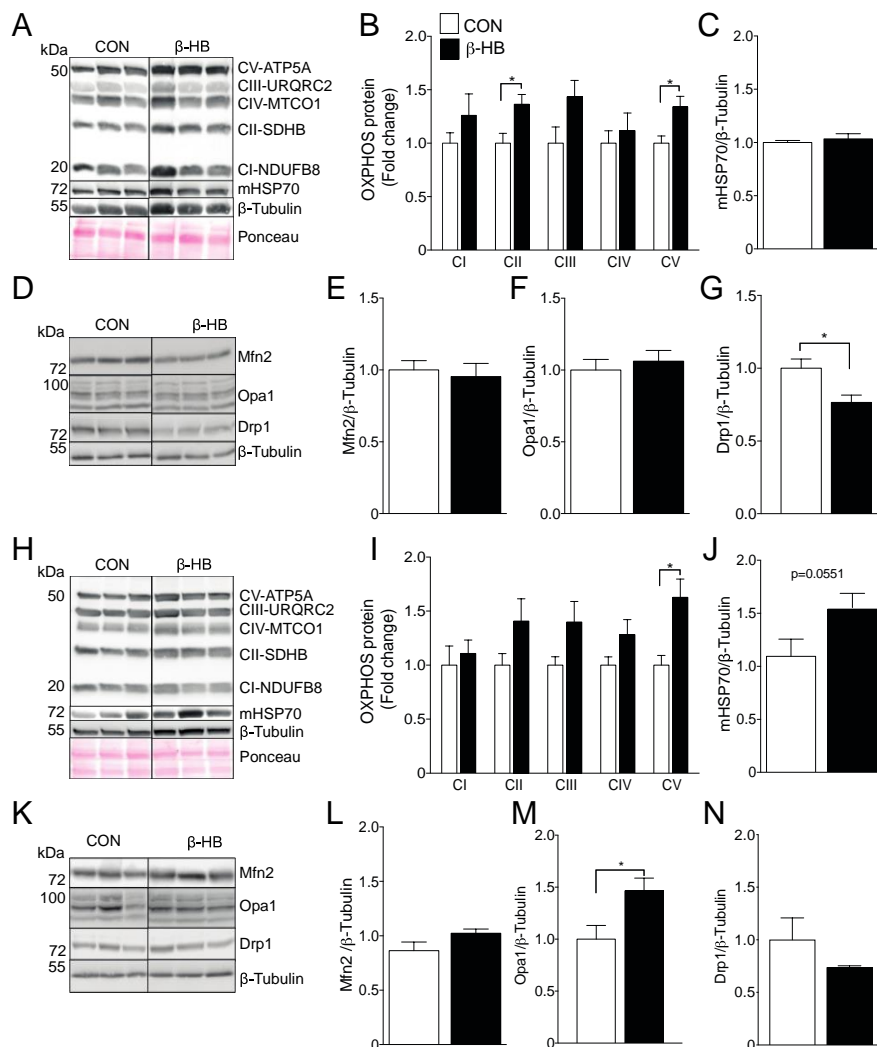 A
kDa
CON
β-HB
50
CV-ATP5A
CIII-URQRC2
CIV-MTCO1
CII-SDHB
20
CI-NDUFB8
72
mHSP70
55
β-Tubulin
Ponceau
B
CON
β-HB
OXPHOS protein
(Fold change)
2.0
1.5
1.0
0.5
0
*
*
CI
CII
CIII
CIV
CV
C
mHSP70/β-Tubulin
2.0
1.5
1.0
0.5
0
D
kDa
CON
β-HB
72
Mfn2
100
Opa1
72
Drp1
55
β-Tubulin
E
Mfn2/β-Tubulin
1.5
1.0
0.5
0
F
Opa1/β-Tubulin
1.5
1.0
0.5
0
G
Drp1/β-Tubulin
1.5
1.0
0.5
0
*
H
kDa
CON
β-HB
50
CV-ATP5A
CIII-URQRC2
CIV-MTCO1
CII-SDHB
20
CI-NDUFB8
72
mHSP70
55
β-Tubulin
Ponceau
I
OXPHOS protein
(Fold change)
2.0
1.5
1.0
0.5
0
*
CI
CII
CIII
CIV
CV
J
mHSP70/β-Tubulin
2.0
1.5
1.0
0.5
0
p=0.0551
K
kDa
CON
β-HB
72
Mfn2
100
Opa1
72
Drp1
55
β-Tubulin
L
Mfn2 /β-Tubulin
2.0
1.5
1.0
0.5
0
M
Opa1/β-Tubulin
2.0
1.5
1.0
0.5
0
*
N
Drp1/β-Tubulin
2.0
1.5
1.0
0.5
0